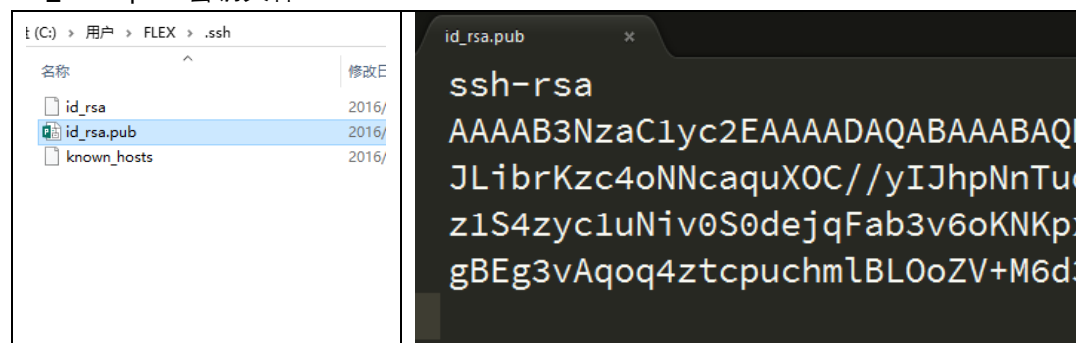 (C:) › 用户 › FLEX › .ssh
名称 修改日
id_rsa 2016/
id_rsa.pub 2016/
known_hosts 2016/
id_rsa.pub ×
ssh-rsa
AAAAB3NzaC1yc2EAAAADAQABAAABAQ
JLibrKzc4oNNcaquXOC//yIJhpNnTu
z1S4zyc1uNiv0S0dejqFab3v6oKNKp
gBEg3vAqoq4ztcpuchmlBLOoZV+M6d